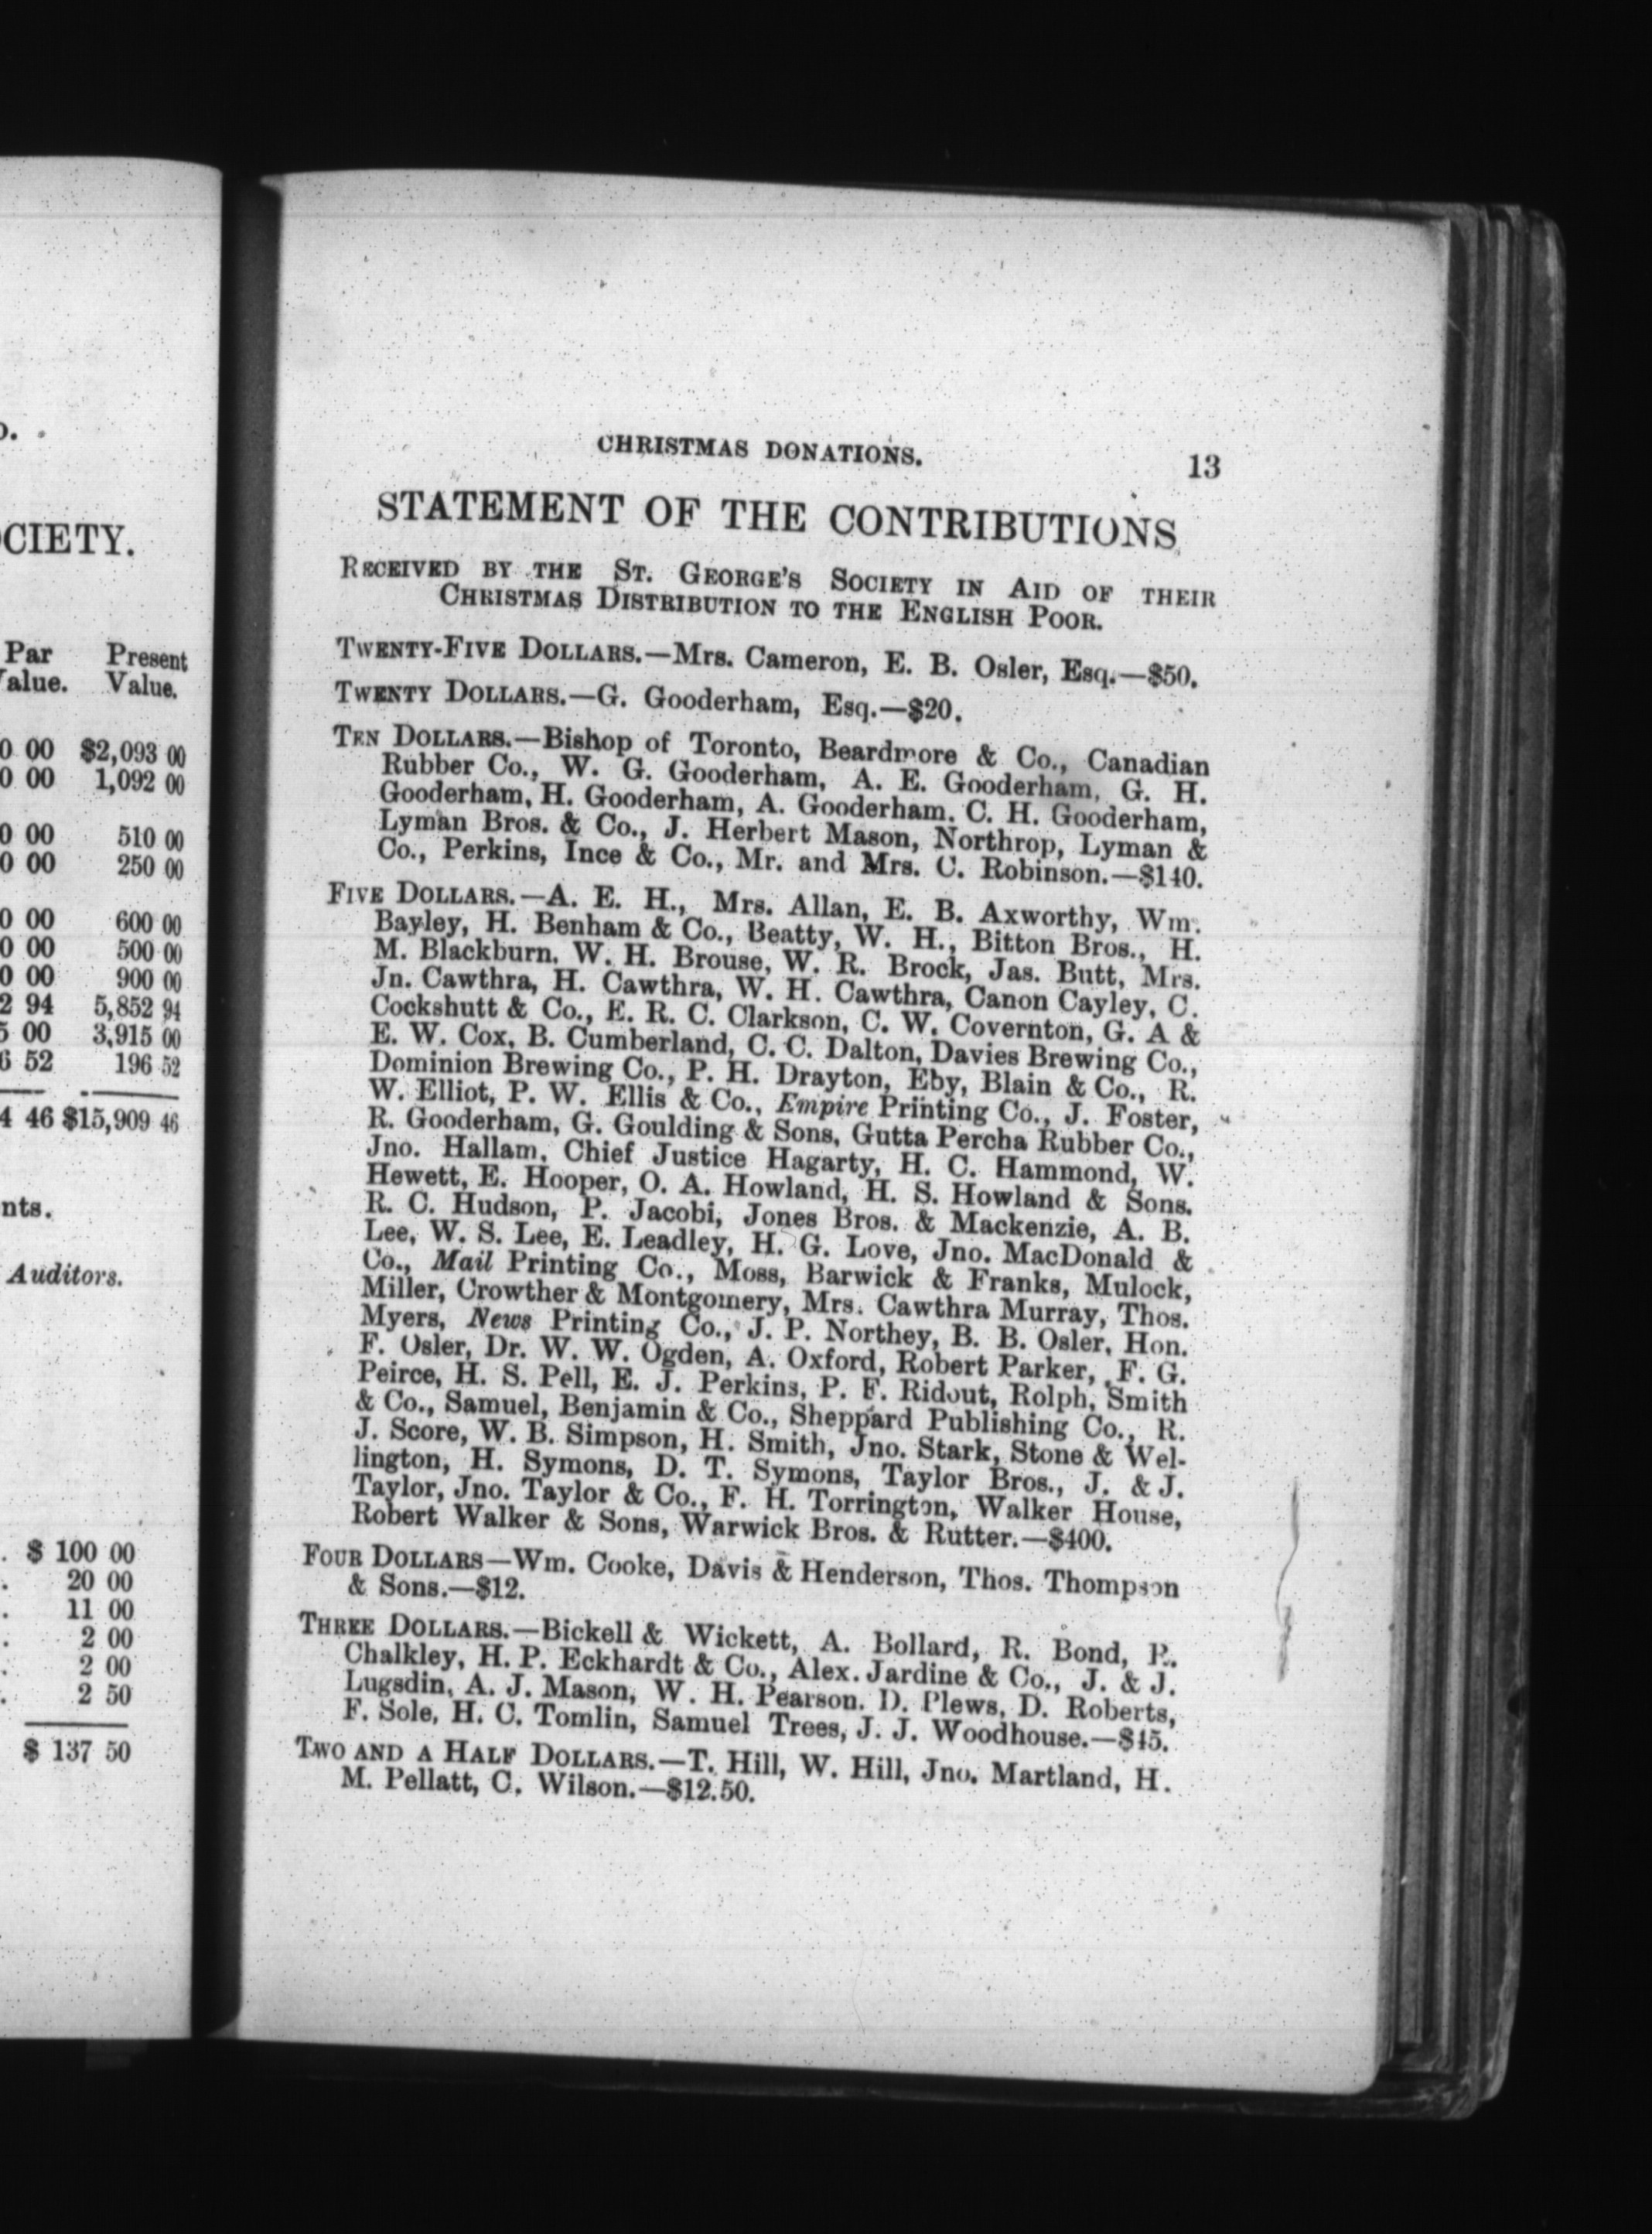 CIETY.
Par Present
Value. Value.
0 00 $2,093 00
0 00 1,092 00
0 00 510 00
0 00 250 00
0 00 600 00
0 00 500 00
0 00 900 00
2 94 5,852 94
5 00 3,915 00
6 52 196 52
4 46 $15,909 46
nts.
Auditors.
. $ 100 00
. 20 00
. 11 00
. 2 00
. 2 00
. 2 50
$ 137 50
CHRISTMAS DONATIONS. 13
STATEMENT OF THE CONTRIBUTIONS
RECEIVED BY THE ST. GEORGE'S SOCIETY IN AID OF THEIR
CHRISTMAS DISTRIBUTION TO THE ENGLISH POOR.
TWENTY-FIVE DOLLARS.—Mrs. Cameron, E. B. Osler, Esq.—$50.
TWENTY DOLLARS.—G. Gooderham, Esq.—$20.
TEN DOLLARS.—Bishop of Toronto, Beardmore & Co., Canadian
Rubber Co., W. G. Gooderham, A. E. Gooderham, G. H.
Gooderham, H. Gooderham, A. Gooderham. C. H. Gooderham,
Lyman Bros. & Co., J. Herbert Mason, Northrop, Lyman &
Co., Perkins, Ince & Co., Mr. and Mrs. C. Robinson.—$140.
FIVE DOLLARS.—A. E. H., Mrs. Allan, E. B. Axworthy, Wm.
Bayley, H. Benham & Co., Beatty, W. H., Bitton Bros., H.
M. Blackburn, W. H. Brouse, W. R. Brock, Jas. Butt, Mrs.
Jn. Cawthra, H. Cawthra, W. H. Cawthra, Canon Cayley, C.
Cockshutt & Co., E. R. C. Clarkson, C. W. Covernton, G. A &
E. W. Cox, B. Cumberland, C. C. Dalton, Davies Brewing Co.,
Dominion Brewing Co., P. H. Drayton, Eby, Blain & Co., R.
W. Elliot, P. W. Ellis & Co., Empire Printing Co., J. Foster,
R. Gooderham, G. Goulding & Sons, Gutta Percha Rubber Co.,
Jno. Hallam, Chief Justice Hagarty, H. C. Hammond, W.
Hewett, E. Hooper, O. A. Howland, H. S. Howland & Sons.
R. C. Hudson, P. Jacobi, Jones Bros. & Mackenzie, A. B.
Lee, W. S. Lee, E. Leadley, H. G. Love, Jno. MacDonald &
Co., Mail Printing Co., Moss, Barwick & Franks, Mulock,
Miller, Crowther & Montgomery, Mrs. Cawthra Murray, Thos.
Myers, News Printing Co., J. P. Northey, B. B. Osler, Hon.
F. Osler, Dr. W. W. Ogden, A. Oxford, Robert Parker, F. G.
Peirce, H. S. Pell, E. J. Perkins, P. F. Ridout, Rolph, Smith
& Co., Samuel, Benjamin & Co., Sheppard Publishing Co., R.
J. Score, W. B. Simpson, H. Smith, Jno. Stark, Stone & Wel-
lington, H. Symons, D. T. Symons, Taylor Bros., J. & J.
Taylor, Jno. Taylor & Co., F. H. Torrington, Walker House,
Robert Walker & Sons, Warwick Bros. & Rutter.—$400.
FOUR DOLLARS—Wm. Cooke, Davis & Henderson, Thos. Thompson
& Sons.—$12.
THREE DOLLARS.—Bickell & Wickett, A. Bollard, R. Bond, R.
Chalkley, H. P. Eckhardt & Co., Alex. Jardine & Co., J. & J.
Lugsdin, A. J. Mason, W. H. Pearson. D. Plews, D. Roberts,
F. Sole, H. C. Tomlin, Samuel Trees, J. J. Woodhouse.—$45.
TWO AND A HALF DOLLARS.—T. Hill, W. Hill, Jno. Martland, H.
M. Pellatt, C. Wilson.—$12.50.